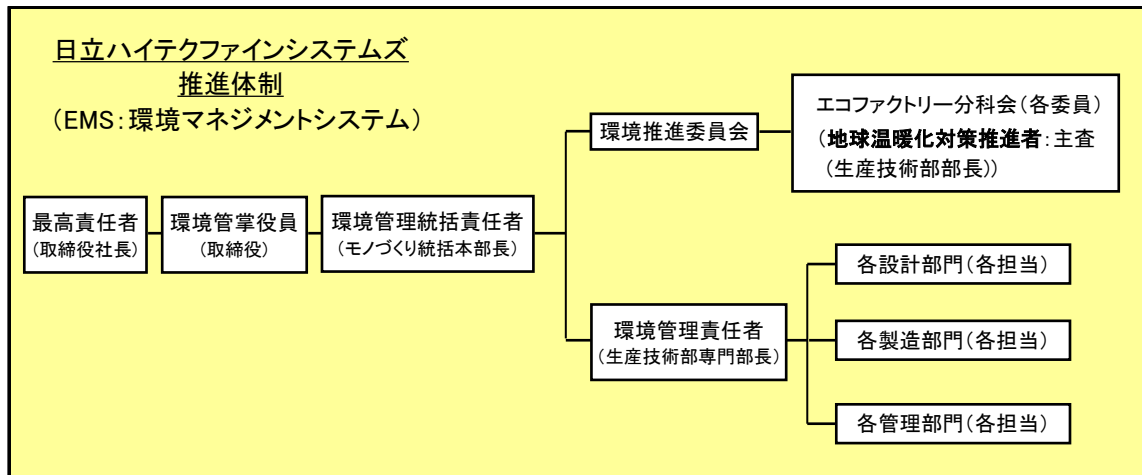 日立ハイテクファインシステムズ
推進体制
(EMS:環境マネジメントシステム)
環境推進委員会
エコファクトリー分科会(各委員)
(地球温暖化対策推進者:主査
(生産技術部部長))
最高責任者
(取締役社長)
環境管掌役員
(取締役)
環境管理統括責任者
(モノづくり統括本部長)
環境管理責任者
(生産技術部専門部長)
各設計部門(各担当)
各製造部門(各担当)
各管理部門(各担当)